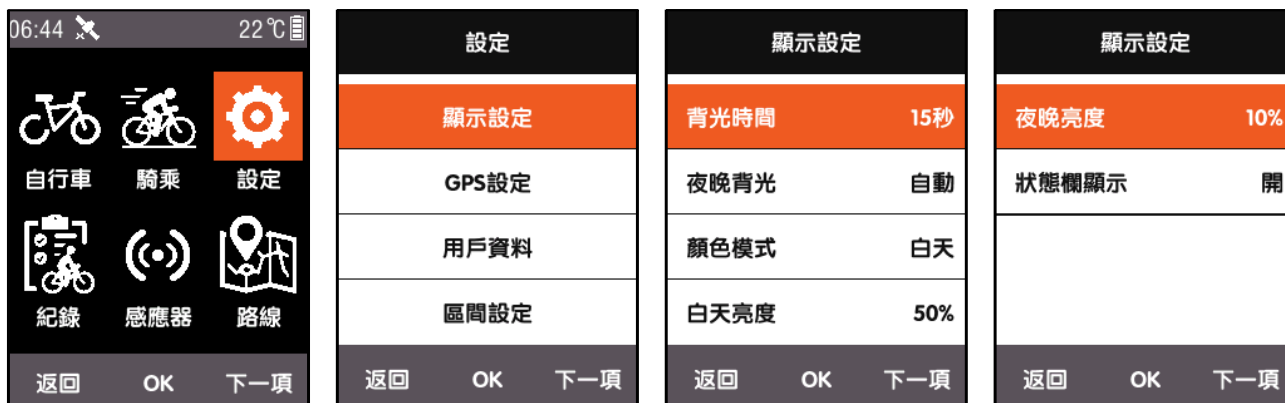 06:44 22℃
自行車 騎乘 設定
紀錄 感應器 路線
返回 OK 下一項
設定
顯示設定
GPS設定
用戶資料
區間設定
返回 OK 下一項
顯示設定
背光時間 15秒
夜晚背光 自動
顏色模式 白天
白天亮度 50%
返回 OK 下一項
顯示設定
夜晚亮度 10%
狀態欄顯示 開
返回 OK 下一項